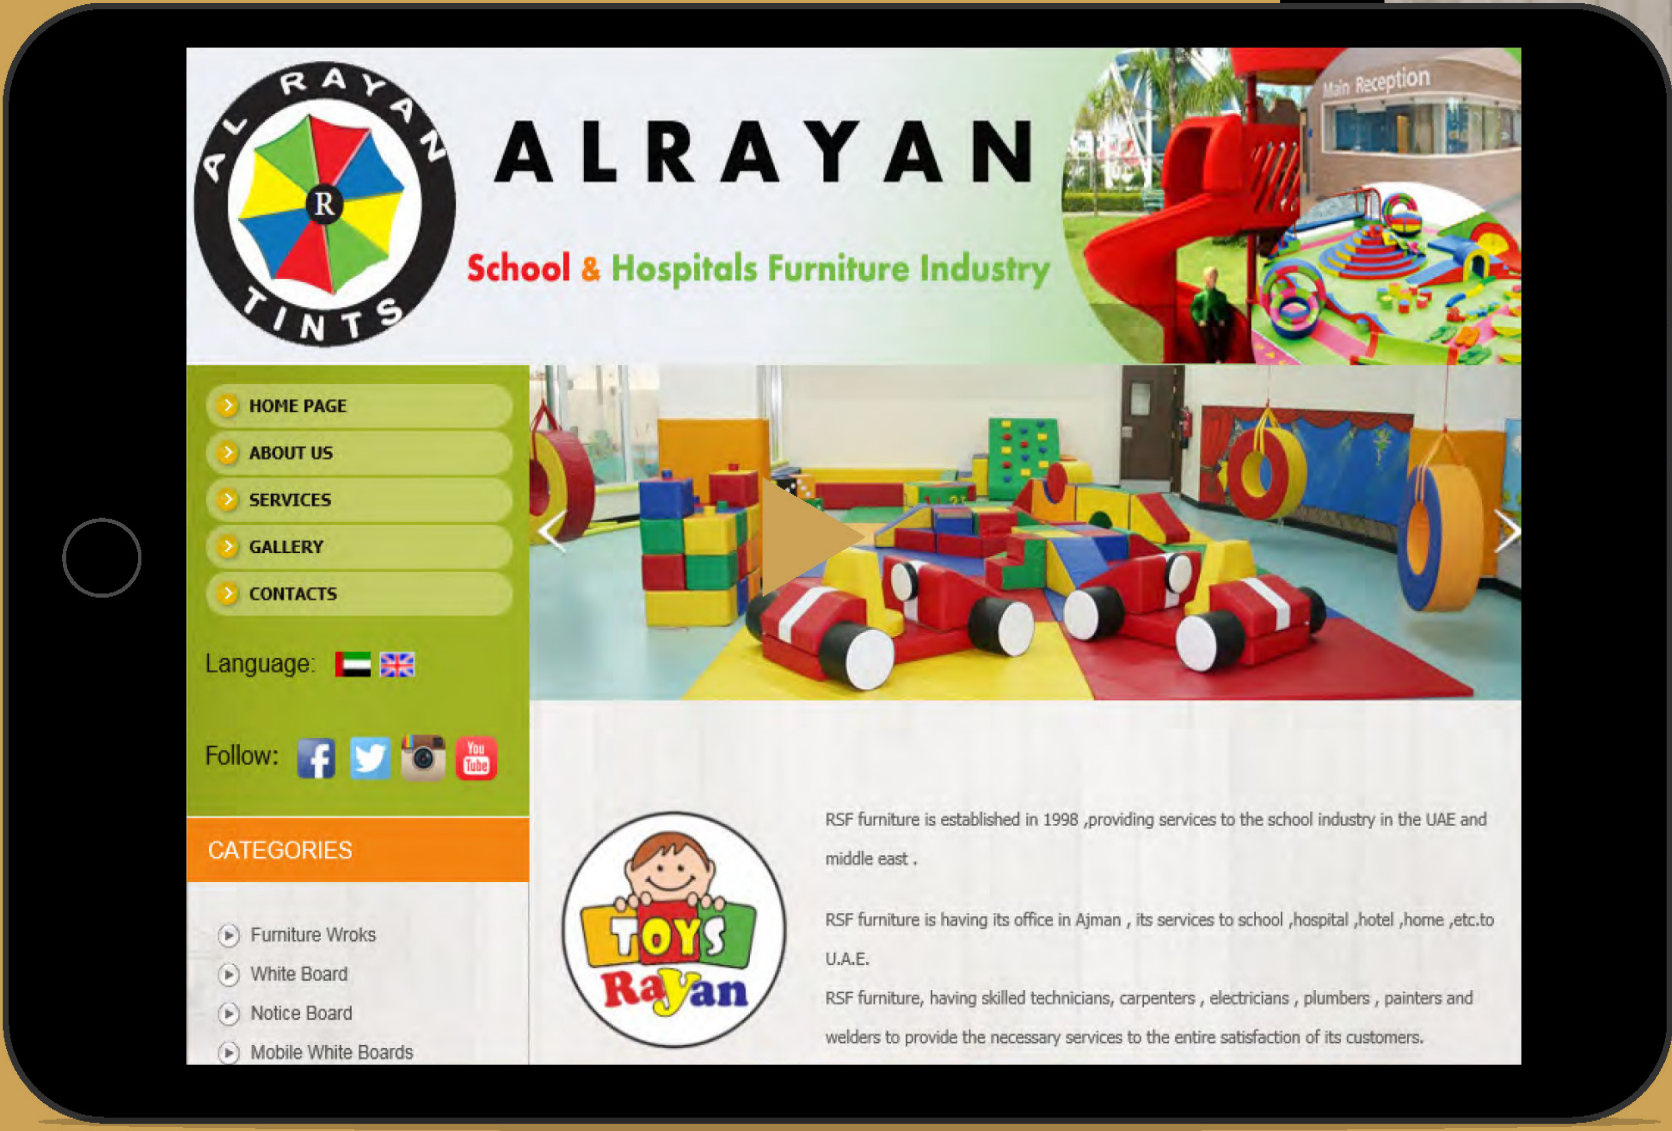 AL RAYAN
TINTS
R
ALRAYAN
School & Hospitals Furniture Industry
Main Reception
HOME PAGE
ABOUT US
SERVICES
GALLERY
CONTACTS
Language:
Follow:
You
Tube
CATEGORIES
Furniture Wroks
White Board
Notice Board
Mobile White Boards
TOYS
Rayan
RSF furniture is established in 1998 ,providing services to the school industry in the UAE and
middle east .
RSF furniture is having its office in Ajman , its services to school ,hospital ,hotel ,home ,etc.to
U.A.E.
RSF furniture, having skilled technicians, carpenters , electricians , plumbers , painters and
welders to provide the necessary services to the entire satisfaction of its customers.